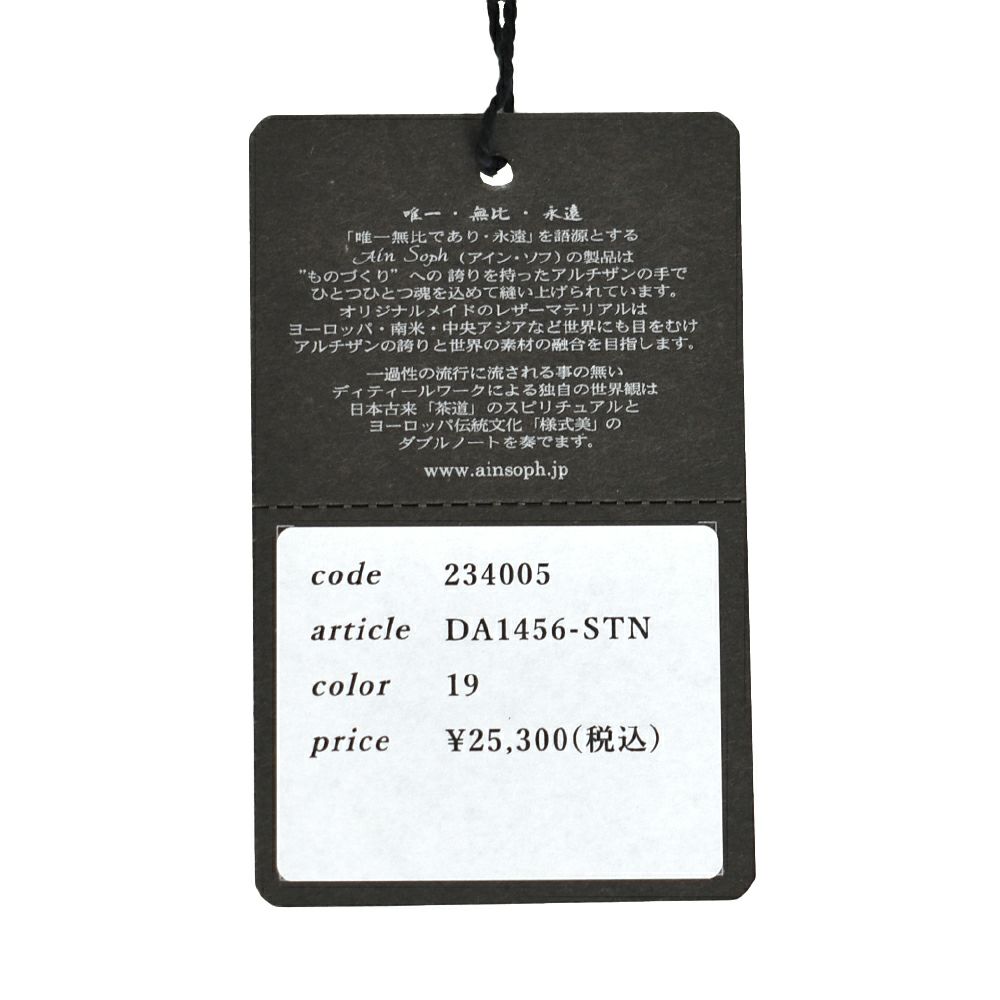 唯一・無比・永遠
「唯一無比であり・永遠」を語源とする
Ain Soph（アイン・ソフ）の製品は
"ものづくり" への 誇りを持ったアルチザンの手で
ひとつひとつ魂を込めて縫い上げられています。
オリジナルメイドのレザーマテリアルは
ヨーロッパ・南米・中央アジアなど世界にも目をむけ
アルチザンの誇りと世界の素材の融合を目指します。
一過性の流行に流される事の無い
ディティールワークによる独自の世界観は
日本古来「茶道」のスピリチュアルと
ヨーロッパ伝統文化「様式美」の
ダブルノートを奏でます。
www.ainsoph.jp
code 234005
article DA1456-STN
color 19
price ¥25,300(税込)